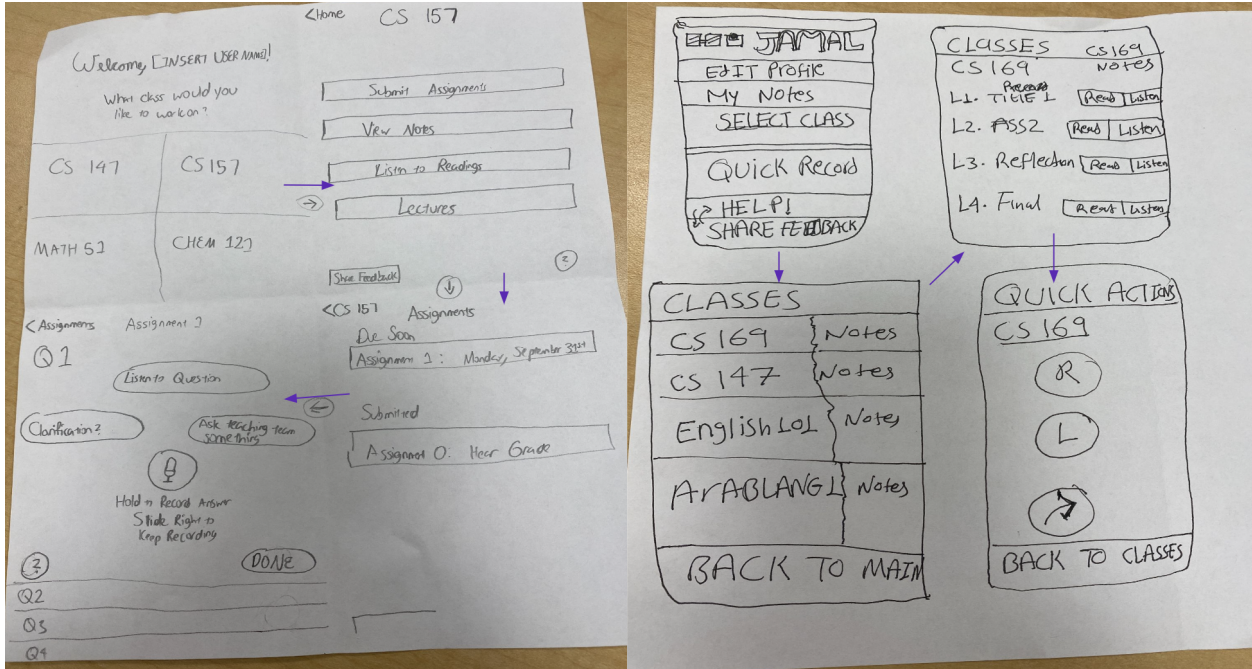 Welcome, [INSERT USER NAME]!
What class would you
like to work on?
CS 147
CS 157
MATH 51
CHEM 123
<Home
CS 157
Submit Assignments
View Notes
Listen to Readings
Lectures
Share Feedback
?
<CS 157
Assignments
Due Soon
Assignment 1: Monday, September 31st
Submitted
Assignment 0: Hear Grade
<Assignments
Assignment 1
Q1
Listen to Question
Clarification?
Ask teaching team
something
Hold to Record Answer
Slide Right to
Keep Recording
?
DONE
Q2
Q3
Q4
JAMAL
EdIT Profile
My Notes
SELECT CLASS
QUICK Record
HELP!
SHARE FEEDBACK
CLASSES
CS 169
Notes
CS 147
Notes
English 101
Notes
ArABLANG1
Notes
BACK TO MAIN
CLASSES
CS169
CS 169
Notes
L1. TITLE 1
Read
Listen
L2. ASS2
Read
Listen
L3. Reflection
Read
Listen
L4. Final
Read
Listen
QUICK ACTIONS
CS 169
R
L
BACK TO CLASSES